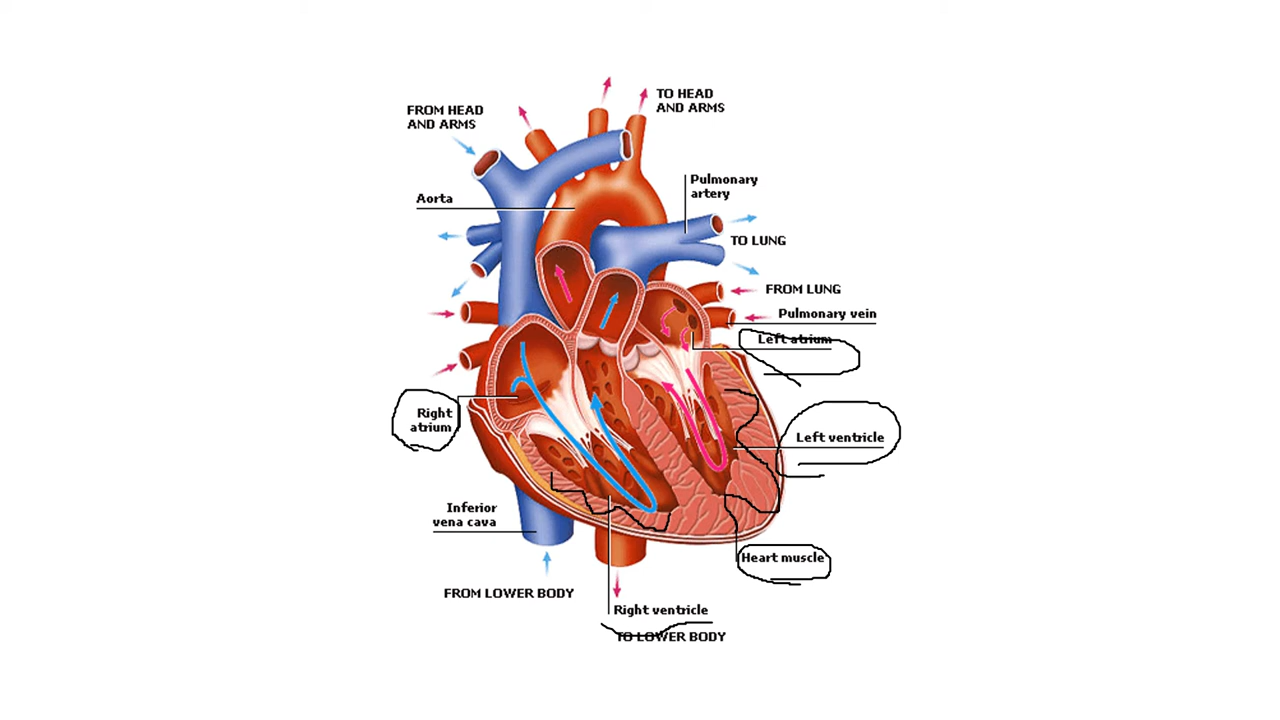 TO HEAD
AND ARMS
FROM HEAD
AND ARMS
Pulmonary
artery
Aorta
TO LUNG
FROM LUNG
Pulmonary vein
Left atrium
Right
atrium
Left ventricle
Inferior
vena cava
Heart muscle
FROM LOWER BODY
Right ventricle
TO LOWER BODY